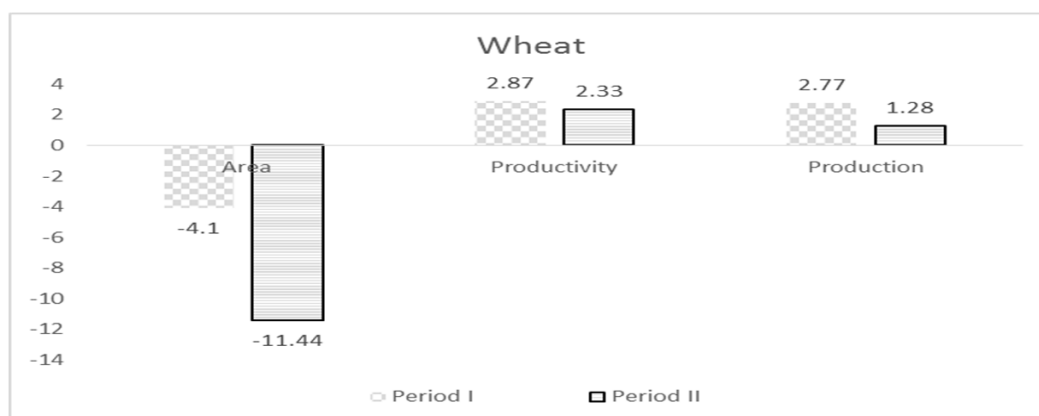 Wheat
4
2
0
-2
-4
-6
-8
-10
-12
-14
2.87
2.33
2.77
1.28
Area
Productivity
Production
-4.1
-11.44
Period I
Period II